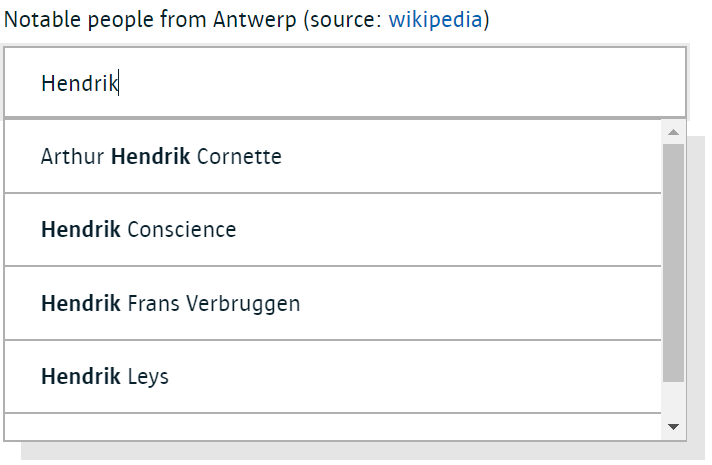 Notable people from Antwerp (source: wikipedia)
Hendrik
Arthur Hendrik Cornette
Hendrik Conscience
Hendrik Frans Verbruggen
Hendrik Leys